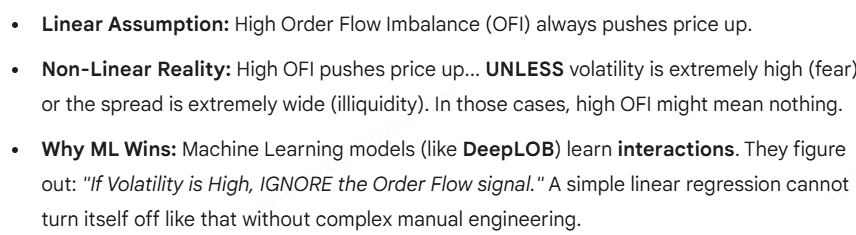 • Linear Assumption: High Order Flow Imbalance (OFI) always pushes price up.
• Non-Linear Reality: High OFI pushes price up... UNLESS volatility is extremely high (fear)
or the spread is extremely wide (illiquidity). In those cases, high OFI might mean nothing.
• Why ML Wins: Machine Learning models (like DeepLOB) learn interactions. They figure
out: "If Volatility is High, IGNORE the Order Flow signal." A simple linear regression cannot
turn itself off like that without complex manual engineering.